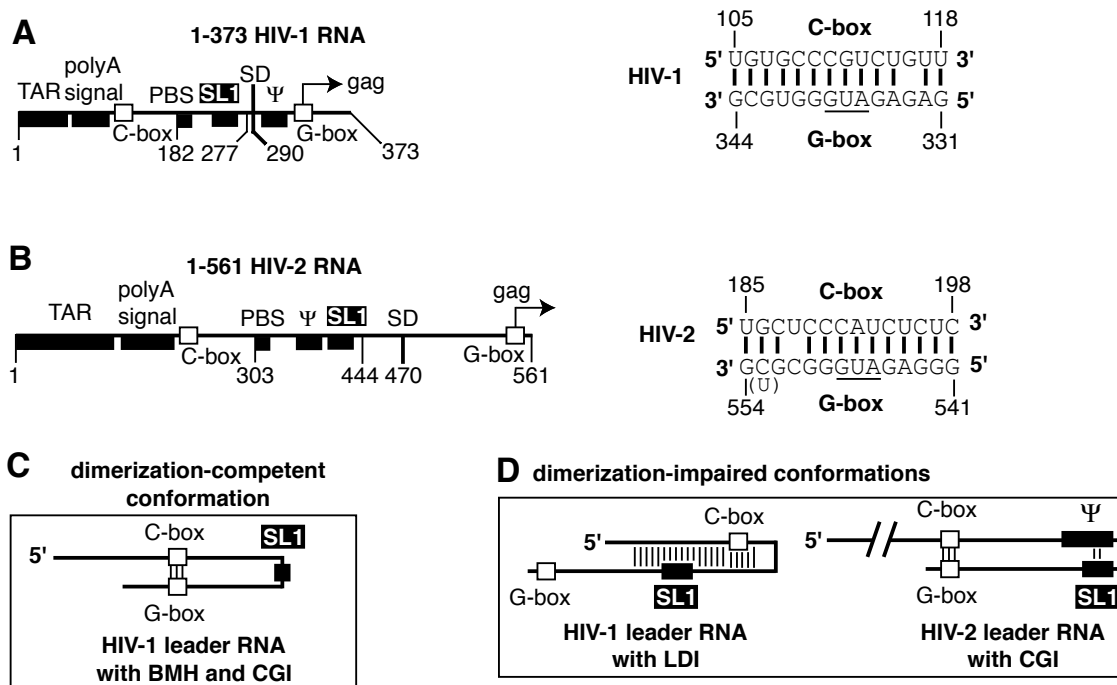 A
1-373 HIV-1 RNA
SD
polyA
TAR signal
PBS SL1 Ψ gag
C-box G-box
1 182 277 290 373
105 118
C-box
5' UGUGCCCGUCUGUU 3'
HIV-1
3' GCGUGGGUAGAGAG 5'
G-box
344 331
B
1-561 HIV-2 RNA
polyA
TAR signal PBS Ψ SL1 SD gag
C-box G-box
1 303 444 470 561
185 198
C-box
5' UGCUCCCAUCUCUC 3'
HIV-2
3' GCGCGGGUAGAGGG 5'
(U)
G-box
554 541
C dimerization-competent
conformation
C-box SL1
5'
G-box
HIV-1 leader RNA
with BMH and CGI
D dimerization-impaired conformations
C-box
5'
G-box SL1
HIV-1 leader RNA
with LDI
C-box Ψ
5'
G-box SL1
HIV-2 leader RNA
with CGI